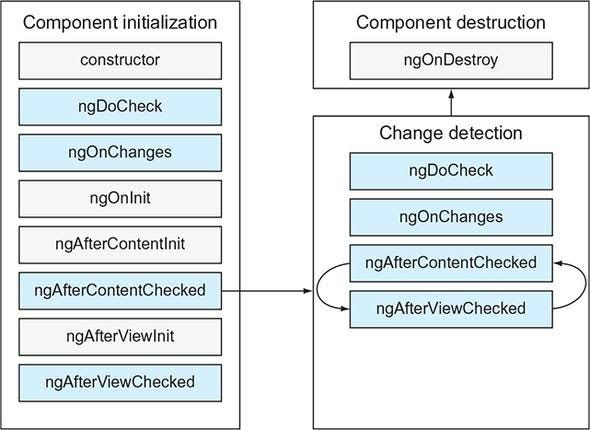 Component initialization
constructor
ngDoCheck
ngOnChanges
ngOnInit
ngAfterContentInit
ngAfterContentChecked
ngAfterViewInit
ngAfterViewChecked
Component destruction
ngOnDestroy
Change detection
ngDoCheck
ngOnChanges
ngAfterContentChecked
ngAfterViewChecked